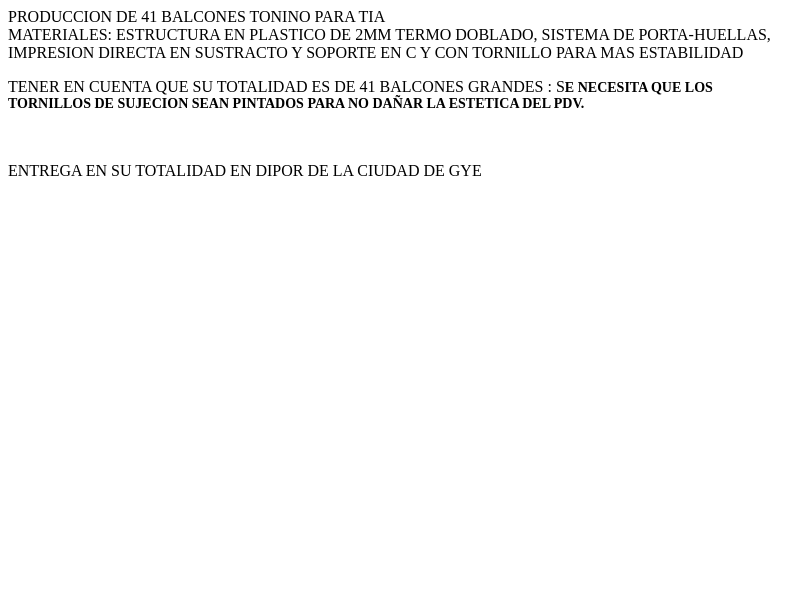 PRODUCCION DE 41 BALCONES TONINO PARA TIA
MATERIALES: ESTRUCTURA EN PLASTICO DE 2MM TERMO DOBLADO, SISTEMA DE PORTA-HUELLAS,
IMPRESION DIRECTA EN SUSTRACTO Y SOPORTE EN C Y CON TORNILLO PARA MAS ESTABILIDAD
TENER EN CUENTA QUE SU TOTALIDAD ES DE 41 BALCONES GRANDES : SE NECESITA QUE LOS
TORNILLOS DE SUJECION SEAN PINTADOS PARA NO DAÑAR LA ESTETICA DEL PDV.
ENTREGA EN SU TOTALIDAD EN DIPOR DE LA CIUDAD DE GYE